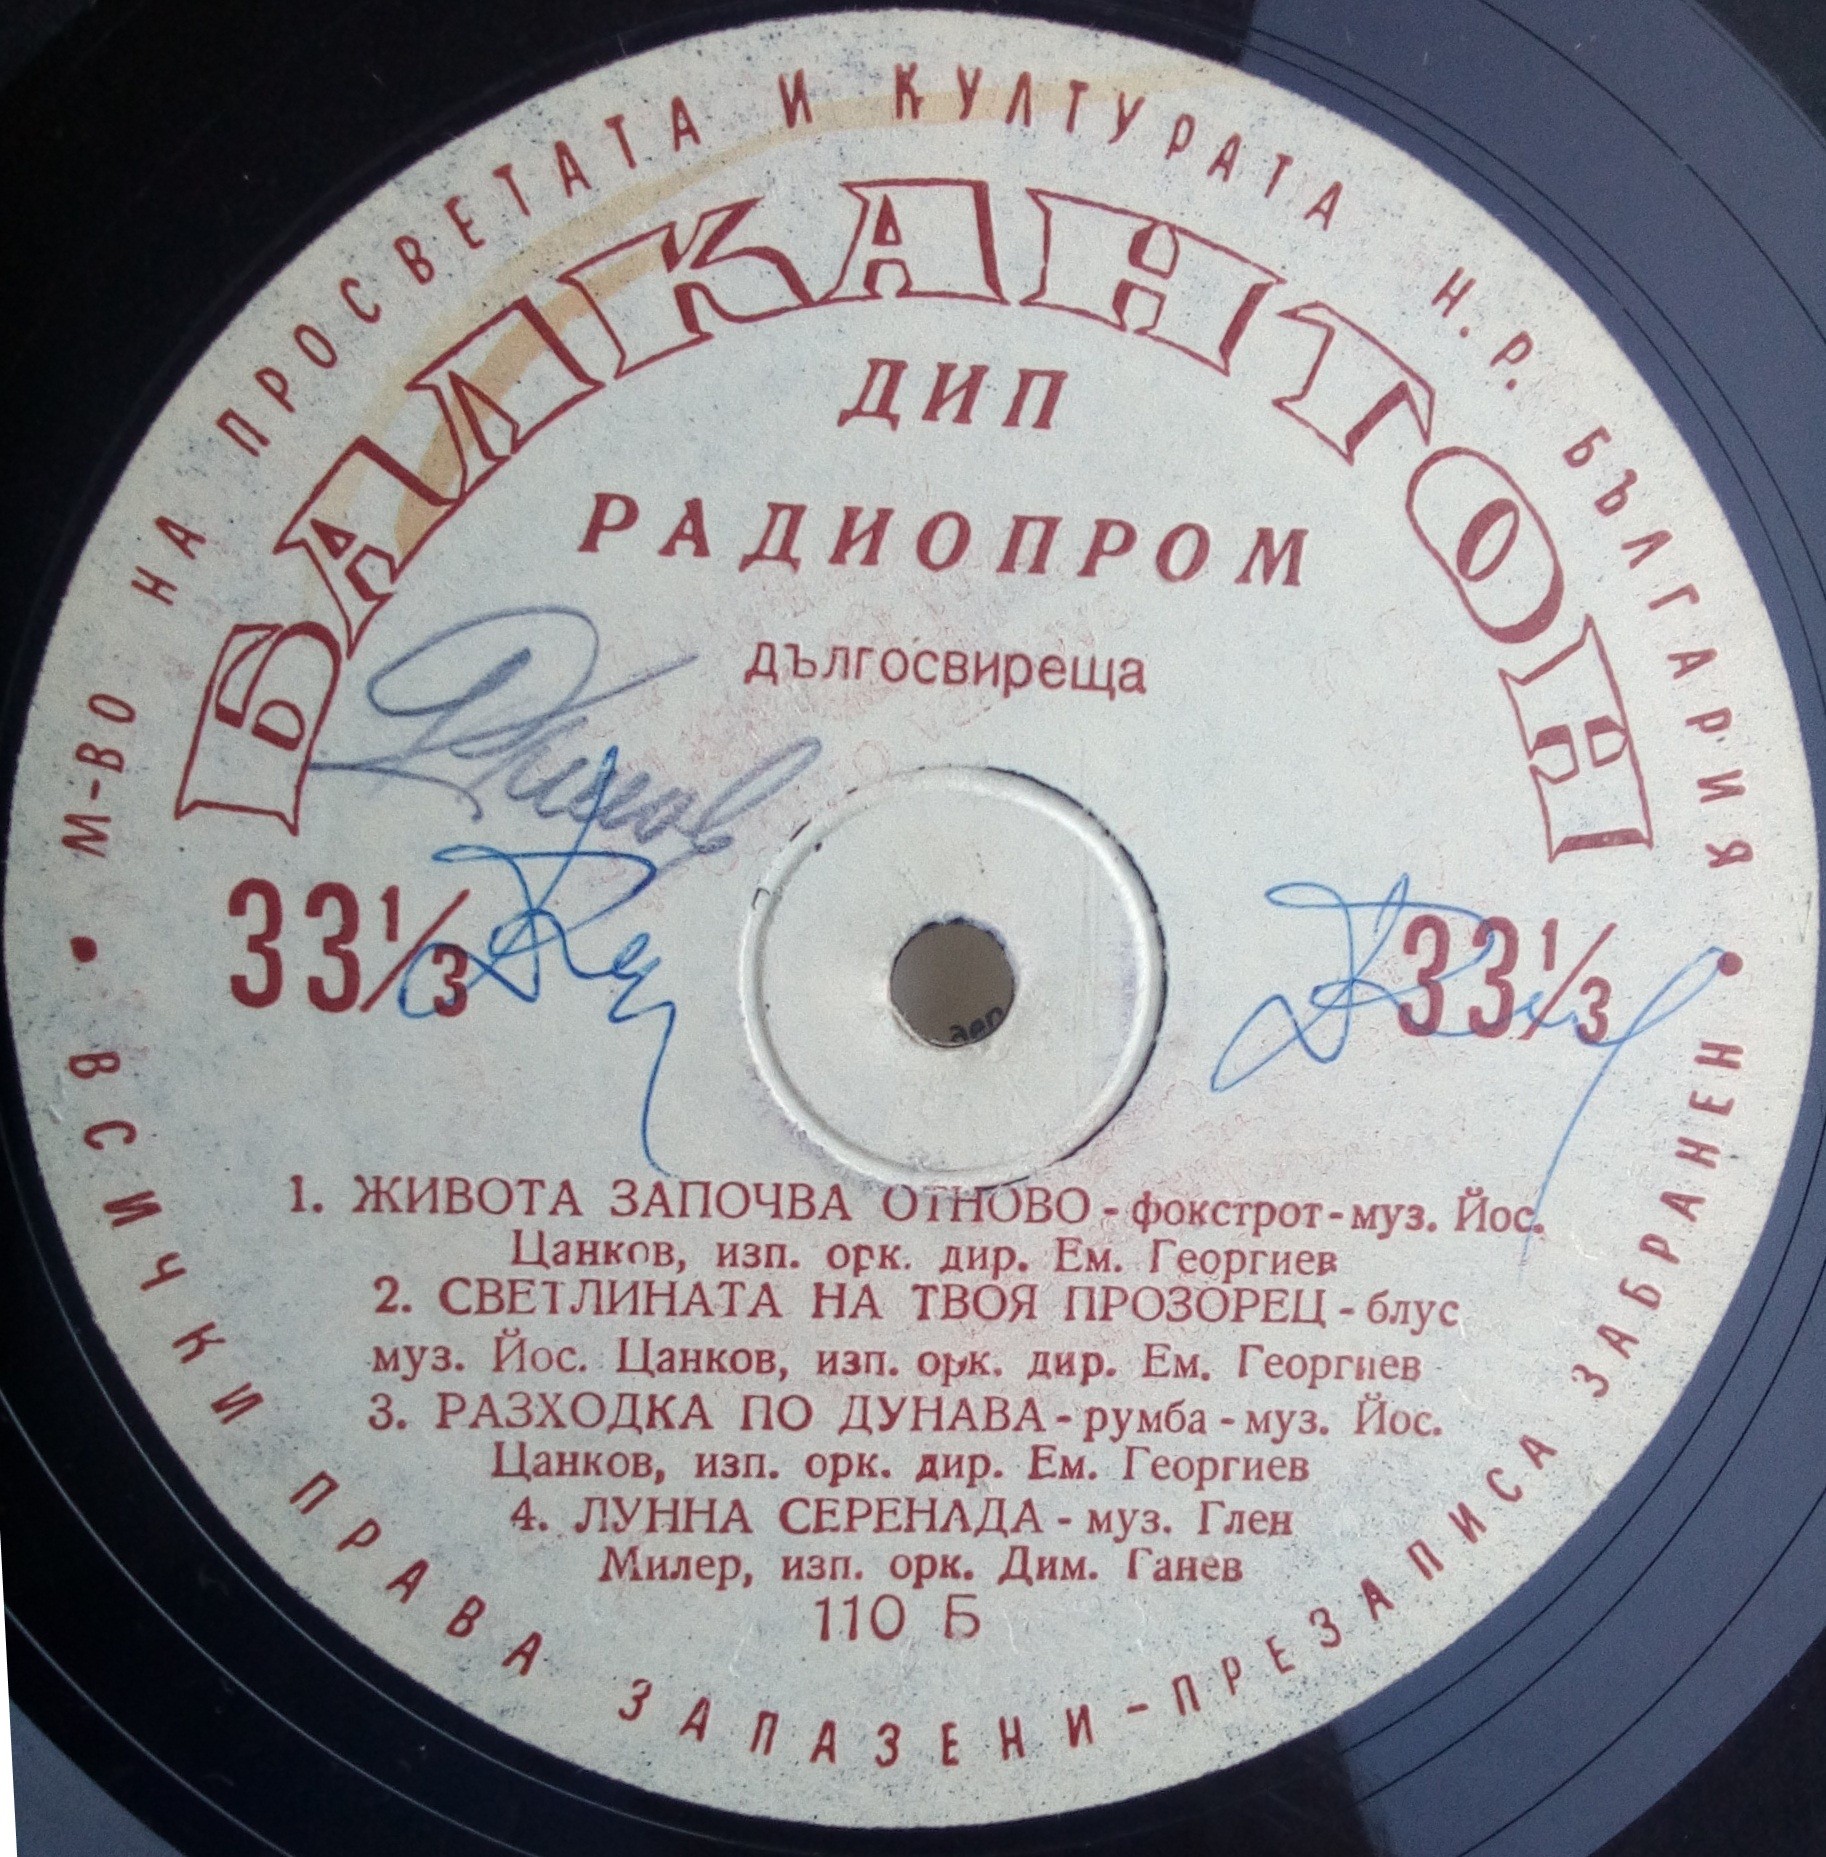 М-ВО НА ПРОСВЕТАТА И КУЛТУРАТА Н. Р. БЪЛГАРИЯ
БАЛКАНТОН
ДИП
РАДИОПРОМ
дългосвиреща
33 1/3
33 1/3
1. ЖИВОТА ЗАПОЧВА ОТНОВО - фокстрот - муз. Йос.
Цанков, изп. орк. дир. Ем. Георгиев
2. СВЕТЛИНАТА НА ТВОЯ ПРОЗОРЕЦ - блус
муз. Йос. Цанков, изп. орк. дир. Ем. Георгиев
3. РАЗХОДКА ПО ДУНАВА - румба - муз. Йос.
Цанков, изп. орк. дир. Ем. Георгиев
4. ЛУННА СЕРЕНАДА - муз. Глен
Милер, изп. орк. Дим. Ганев
110 Б
ВСИЧКИ ПРАВА ЗАПАЗЕНИ - ПРЕЗАПИСА ЗАБРАНЕН